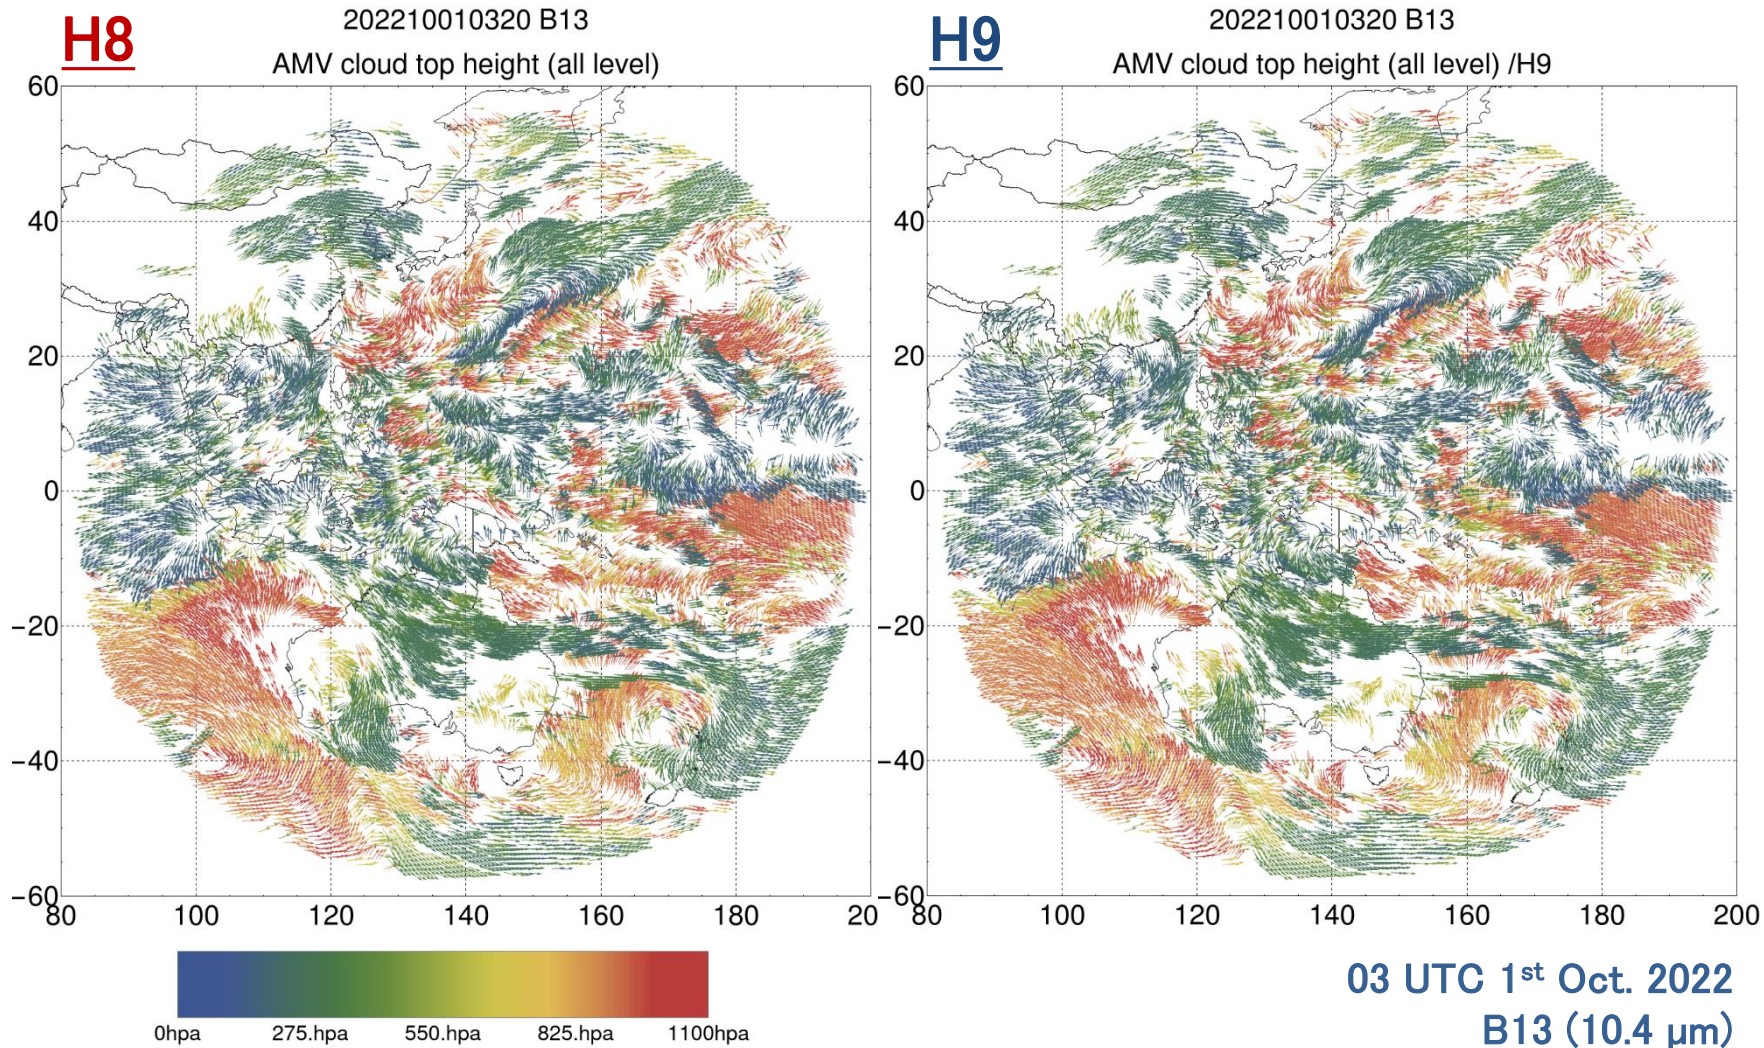 H8
202210010320 B13
AMV cloud top height (all level)
60
40
20
0
−20
−40
−60
80 100 120 140 160 180 20
0hpa 275.hpa 550.hpa 825.hpa 1100hpa
H9
202210010320 B13
AMV cloud top height (all level) /H9
60
40
20
0
−20
−40
−60
80 100 120 140 160 180 200
03 UTC 1st Oct. 2022
B13 (10.4 μm)